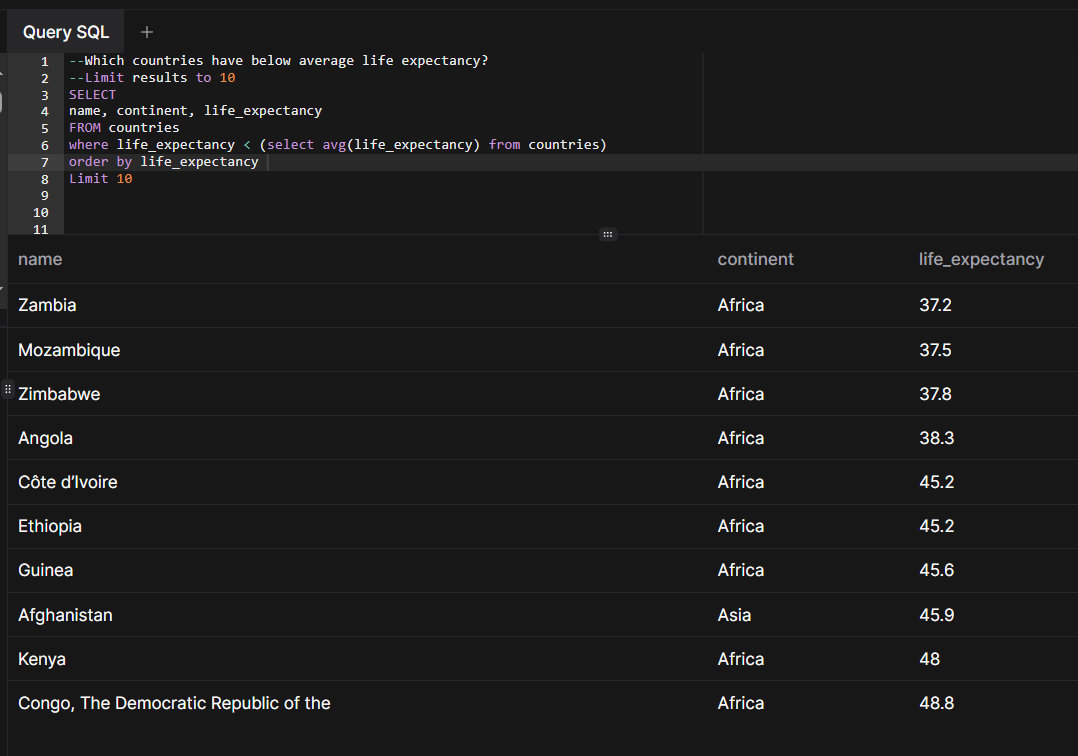 Query SQL +
1 --Which countries have below average life expectancy?
2 --Limit results to 10
3 SELECT
4 name, continent, life_expectancy
5 FROM countries
6 where life_expectancy < (select avg(life_expectancy) from countries)
7 order by life_expectancy
8 Limit 10
9
10
11
name continent life_expectancy
Zambia Africa 37.2
Mozambique Africa 37.5
Zimbabwe Africa 37.8
Angola Africa 38.3
Côte d’Ivoire Africa 45.2
Ethiopia Africa 45.2
Guinea Africa 45.6
Afghanistan Asia 45.9
Kenya Africa 48
Congo, The Democratic Republic of the Africa 48.8